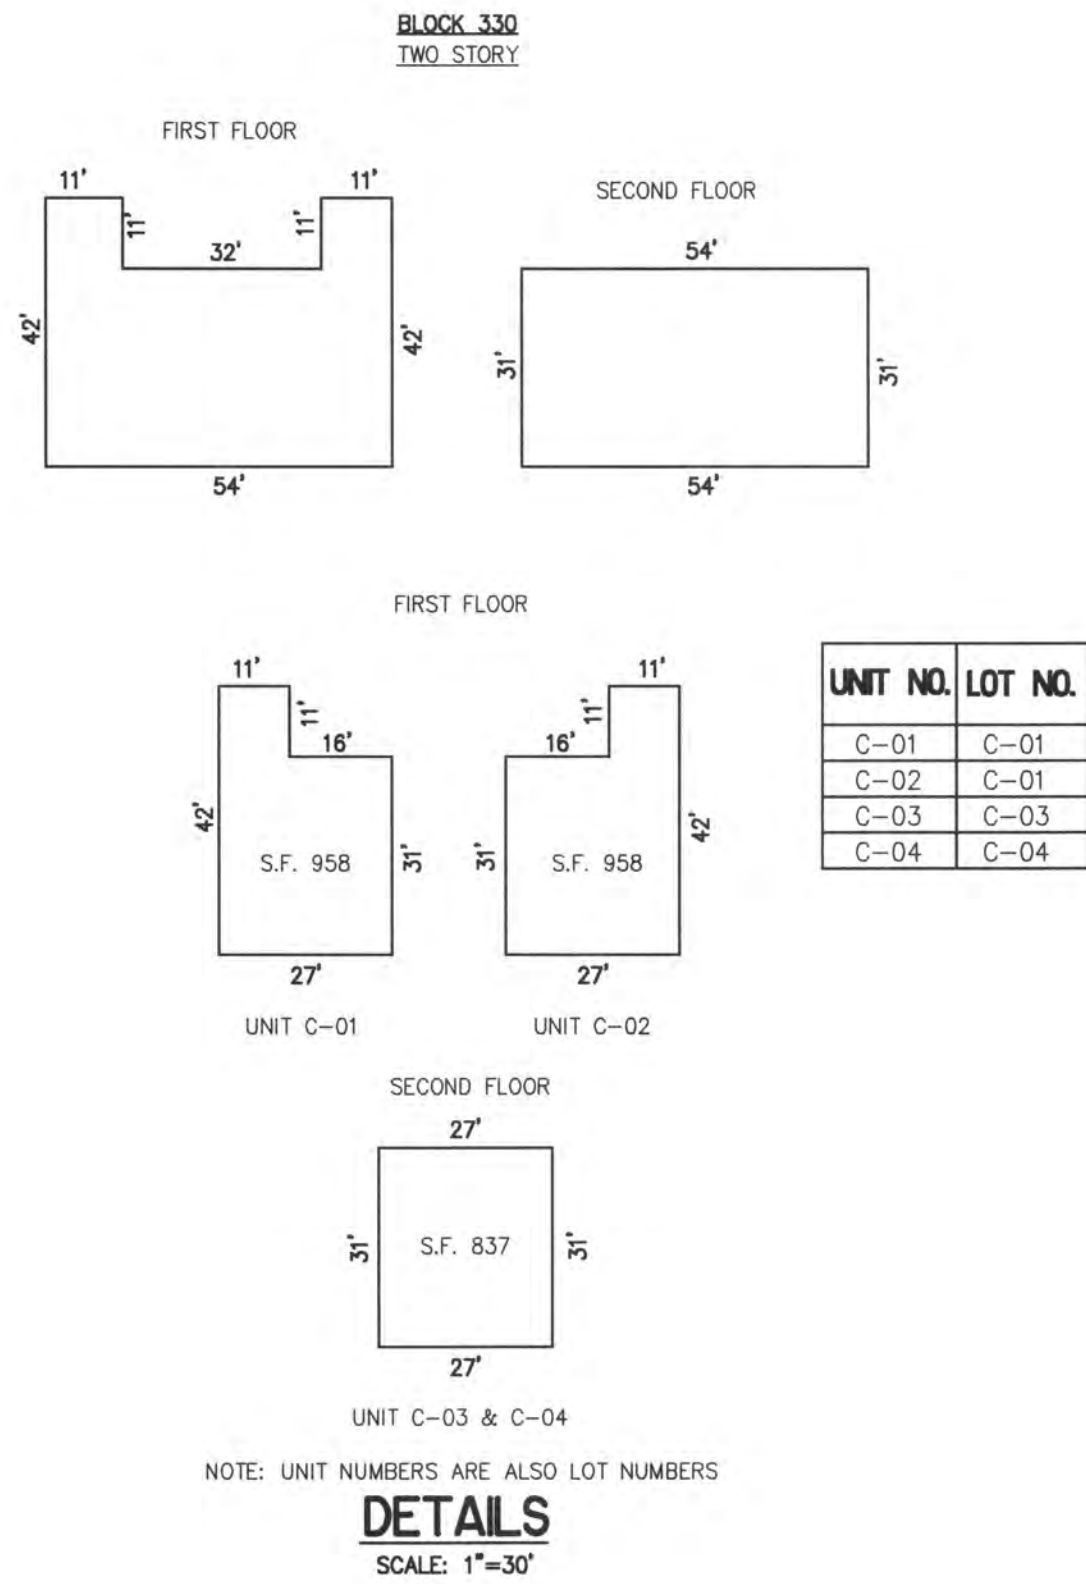 BLOCK 330
TWO STORY
FIRST FLOOR
11' 11'
11' 11'
32'
42' 42'
54'
SECOND FLOOR
54'
31' 31'
54'
FIRST FLOOR
11'
11'
16'
42'
S.F. 958
31'
27'
UNIT C-01
11'
11'
16'
31'
S.F. 958
42'
27'
UNIT C-02
UNIT NO. LOT NO.
C-01 C-01
C-02 C-01
C-03 C-03
C-04 C-04
SECOND FLOOR
27'
31' S.F. 837 31'
27'
UNIT C-03 & C-04
NOTE: UNIT NUMBERS ARE ALSO LOT NUMBERS
DETAILS
SCALE: 1"=30'